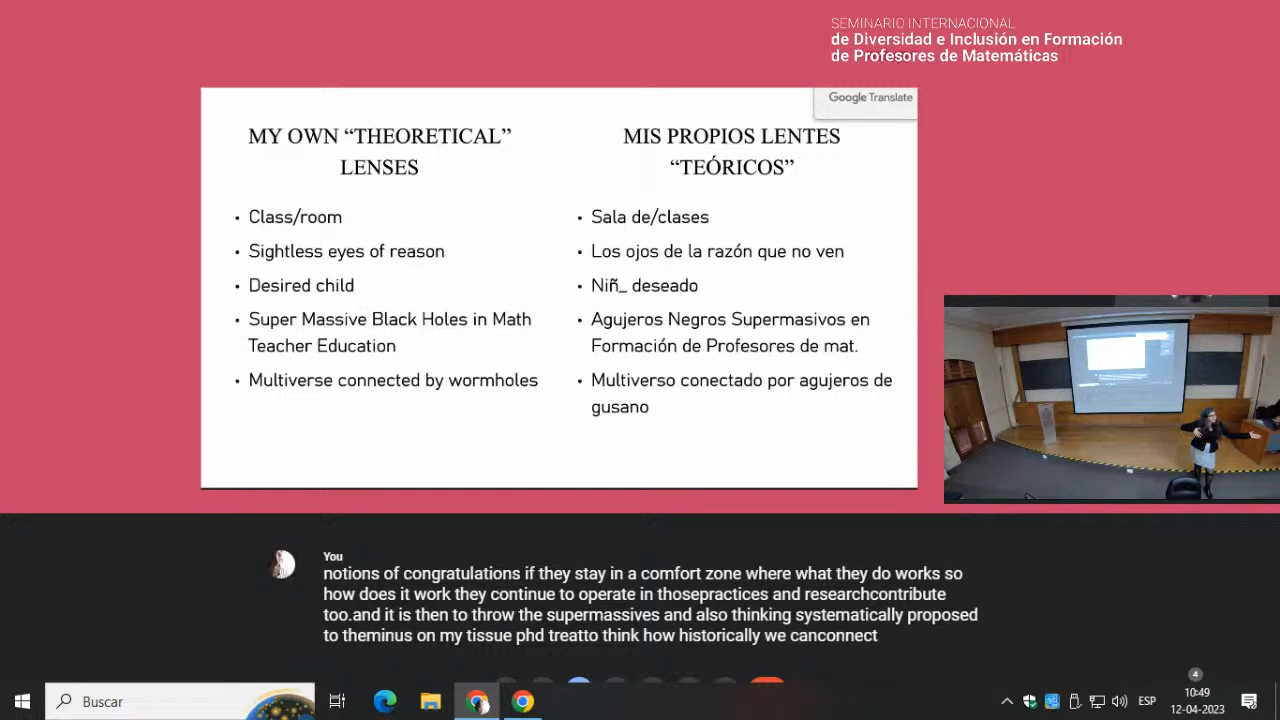 SEMINARIO INTERNACIONAL
de Diversidad e Inclusión en Formación
de Profesores de Matemáticas
Google Translate
MY OWN “THEORETICAL”
LENSES
• Class/room
• Sightless eyes of reason
• Desired child
• Super Massive Black Holes in Math
Teacher Education
• Multiverse connected by wormholes
MIS PROPIOS LENTES
“TEÓRICOS”
• Sala de/clases
• Los ojos de la razón que no ven
• Niñ_ deseado
• Agujeros Negros Supermasivos en
Formación de Profesores de mat.
• Multiverso conectado por agujeros de
gusano
You
notions of congratulations if they stay in a comfort zone where what they do works so
how does it work they continue to operate in thosepractices and researchcontribute
too.and it is then to throw the supermassives and also thinking systematically proposed
to theminus on my tissue phd treatto think how historically we canconnect
Buscar
4
ESP
10:49
12-04-2023